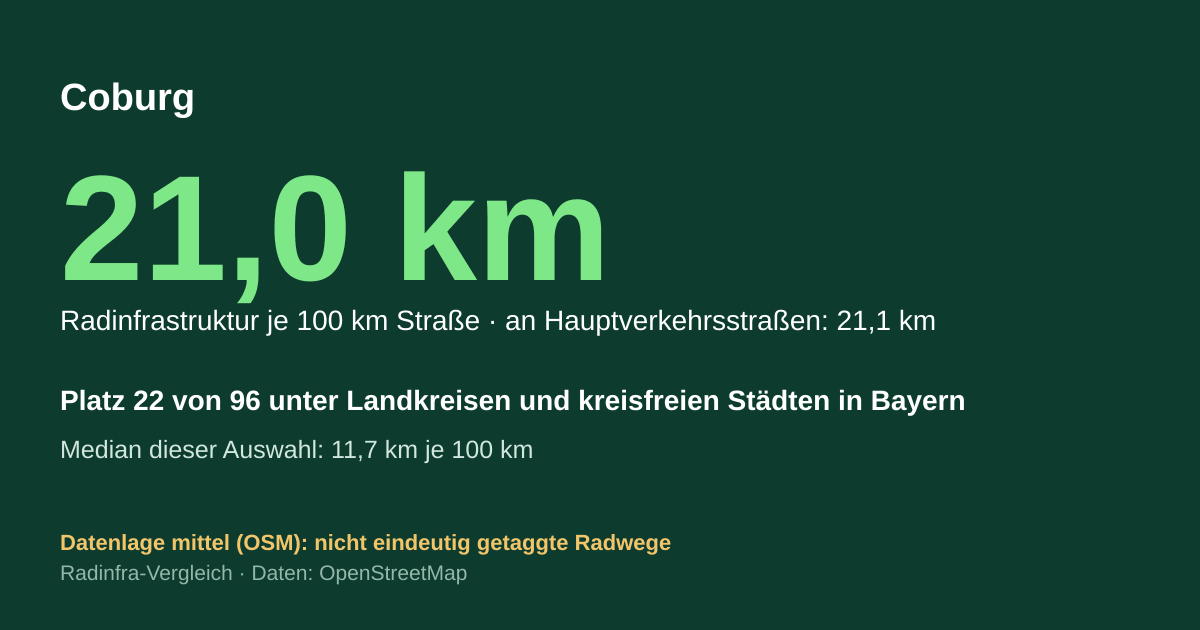 Coburg
21,0 km
Radinfrastruktur je 100 km Straße · an Hauptverkehrsstraßen: 21,1 km
Platz 22 von 96 unter Landkreisen und kreisfreien Städten in Bayern
Median dieser Auswahl: 11,7 km je 100 km
Datenlage mittel (OSM): nicht eindeutig getaggte Radwege
Radinfra-Vergleich · Daten: OpenStreetMap